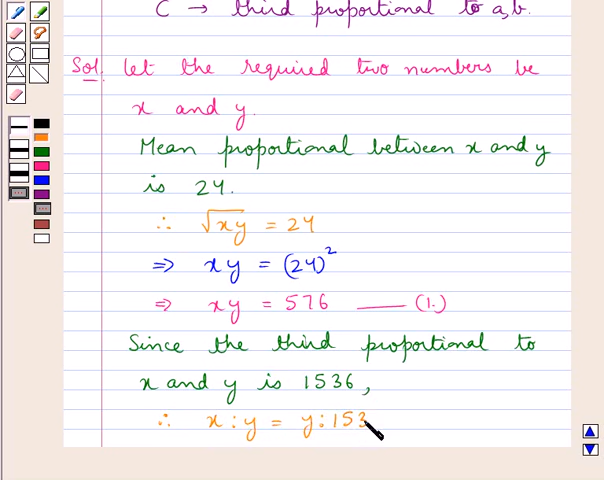 C → third proportional to a, b.
Sol. Let the required two numbers be
x and y.
Mean proportional between x and y
is 24.
∴ √xy = 24
⇒ xy = (24)²
⇒ xy = 576 —— (1.)
Since the third proportional to
x and y is 1536,
∴ x : y = y : 153